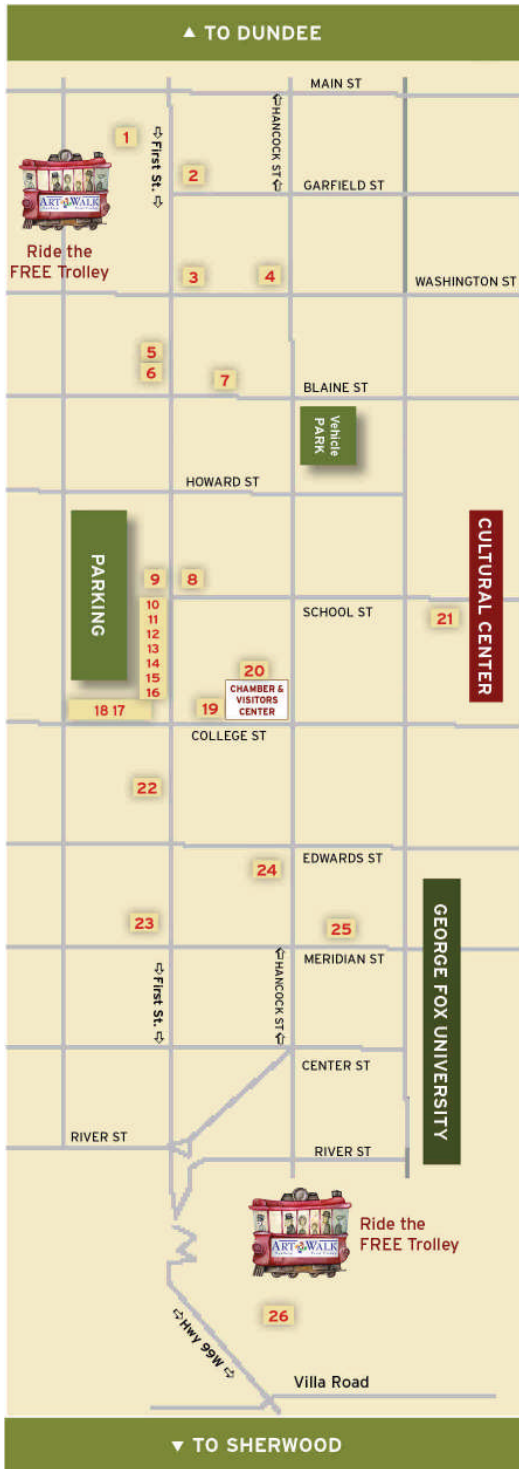 ▲ TO DUNDEE
MAIN ST
1
First St.
HANCOCK ST
2
GARFIELD ST
ART WALK
Ride the
FREE Trolley
3
4
WASHINGTON ST
5
6
7
BLAINE ST
Vehicle
PARK
HOWARD ST
PARKING
CULTURAL CENTER
9
8
10
SCHOOL ST
21
11
12
13
14
15
16
20
CHAMBER &
VISITORS
CENTER
18 17
19
COLLEGE ST
22
EDWARDS ST
24
GEORGE FOX UNIVERSITY
23
25
MERIDIAN ST
First St.
HANCOCK ST
CENTER ST
RIVER ST
RIVER ST
ART WALK
Ride the
FREE Trolley
26
Hwy 99W
Villa Road
▼ TO SHERWOOD